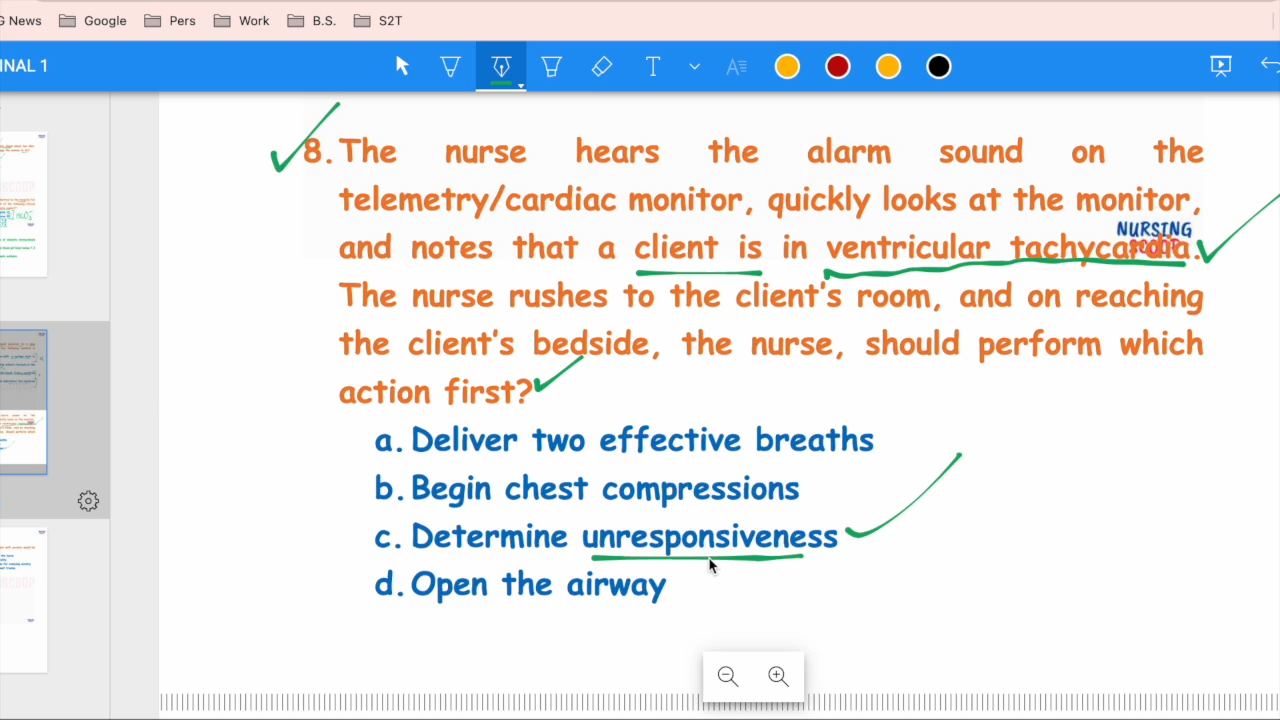 G News Google Pers Work B.S. S2T
INAL 1
8. The nurse hears the alarm sound on the
telemetry/cardiac monitor, quickly looks at the monitor,
and notes that a client is in ventricular tachycardia.
NURSING
SCOOP
The nurse rushes to the client's room, and on reaching
the client's bedside, the nurse, should perform which
action first?
a. Deliver two effective breaths
b. Begin chest compressions
c. Determine unresponsiveness
d. Open the airway